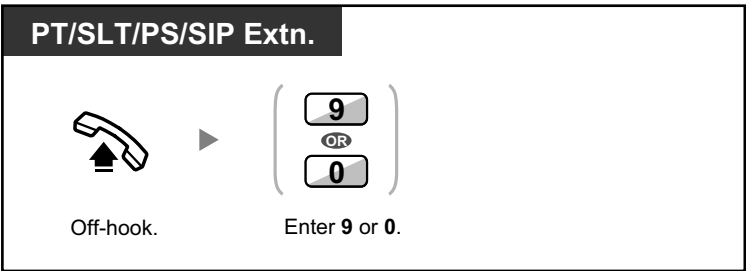 PT/SLT/PS/SIP Extn.
9
OR
0
Off-hook.
Enter 9 or 0.